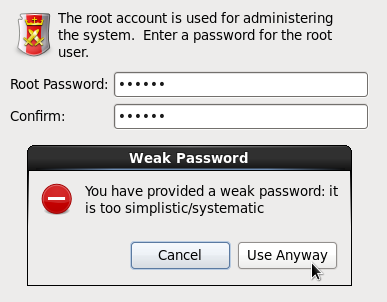 The root account is used for administering
the system.  Enter a password for the root
user.
Root Password: ••••••
Confirm: ••••••
Weak Password
You have provided a weak password: it
is too simplistic/systematic
Cancel Use Anyway